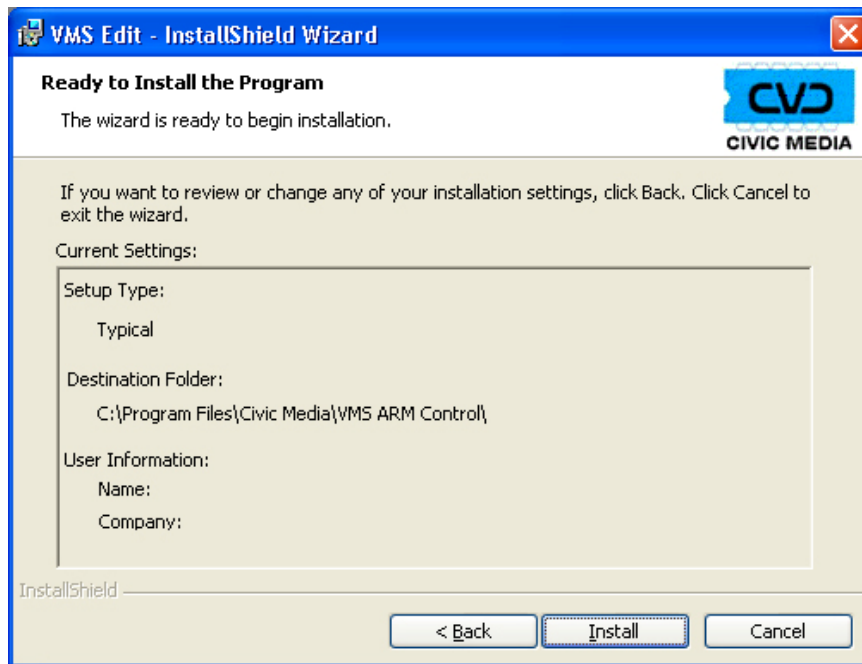 VMS Edit - InstallShield Wizard
Ready to Install the Program
The wizard is ready to begin installation.
CVD
CIVIC MEDIA
If you want to review or change any of your installation settings, click Back. Click Cancel to
exit the wizard.
Current Settings:
Setup Type:
Typical
Destination Folder:
C:\Program Files\Civic Media\VMS ARM Control\
User Information:
Name:
Company:
InstallShield
< Back
Install
Cancel